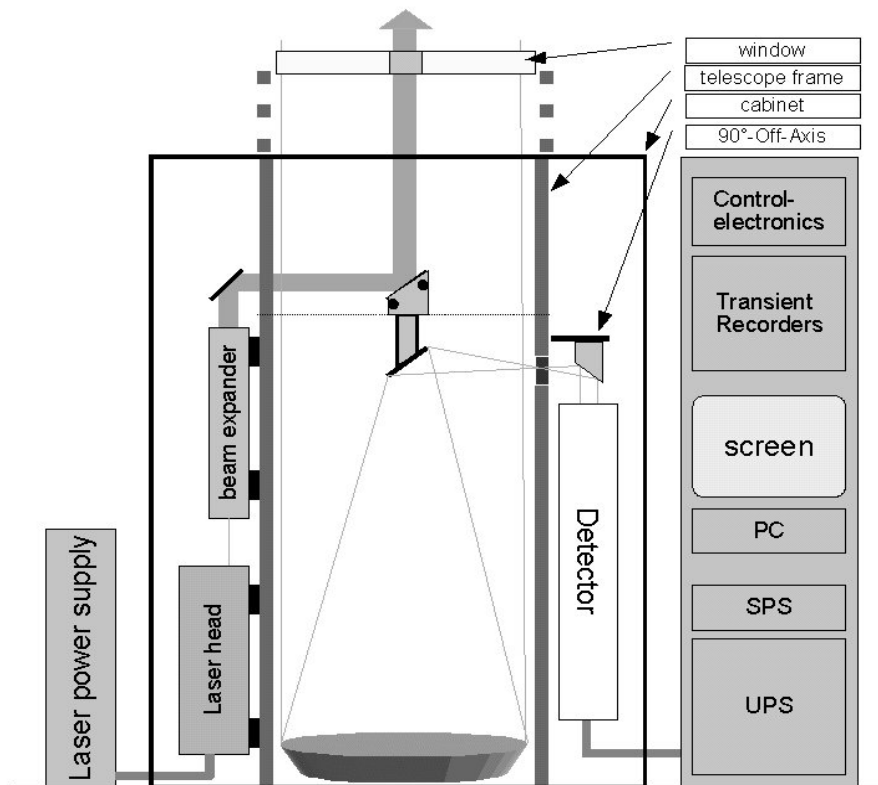 window
telescope frame
cabinet
90°-Off-Axis
Control-
electronics
Transient
Recorders
screen
PC
SPS
UPS
beam expander
Laser head
Laser power supply
Detector